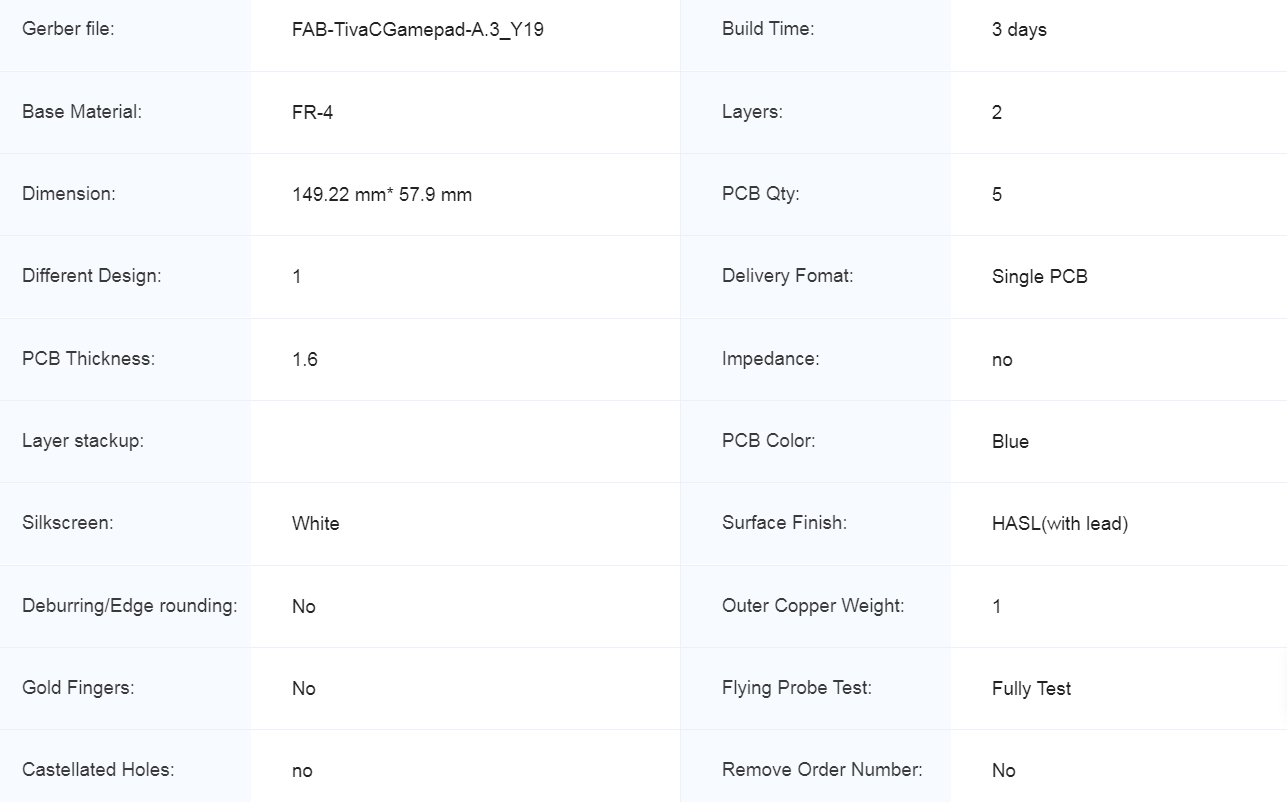 Gerber file: FAB-TivaCGamepad-A.3_Y19 Build Time: 3 days
Base Material: FR-4 Layers: 2
Dimension: 149.22 mm* 57.9 mm PCB Qty: 5
Different Design: 1 Delivery Fomat: Single PCB
PCB Thickness: 1.6 Impedance: no
Layer stackup: PCB Color: Blue
Silkscreen: White Surface Finish: HASL(with lead)
Deburring/Edge rounding: No Outer Copper Weight: 1
Gold Fingers: No Flying Probe Test: Fully Test
Castellated Holes: no Remove Order Number: No